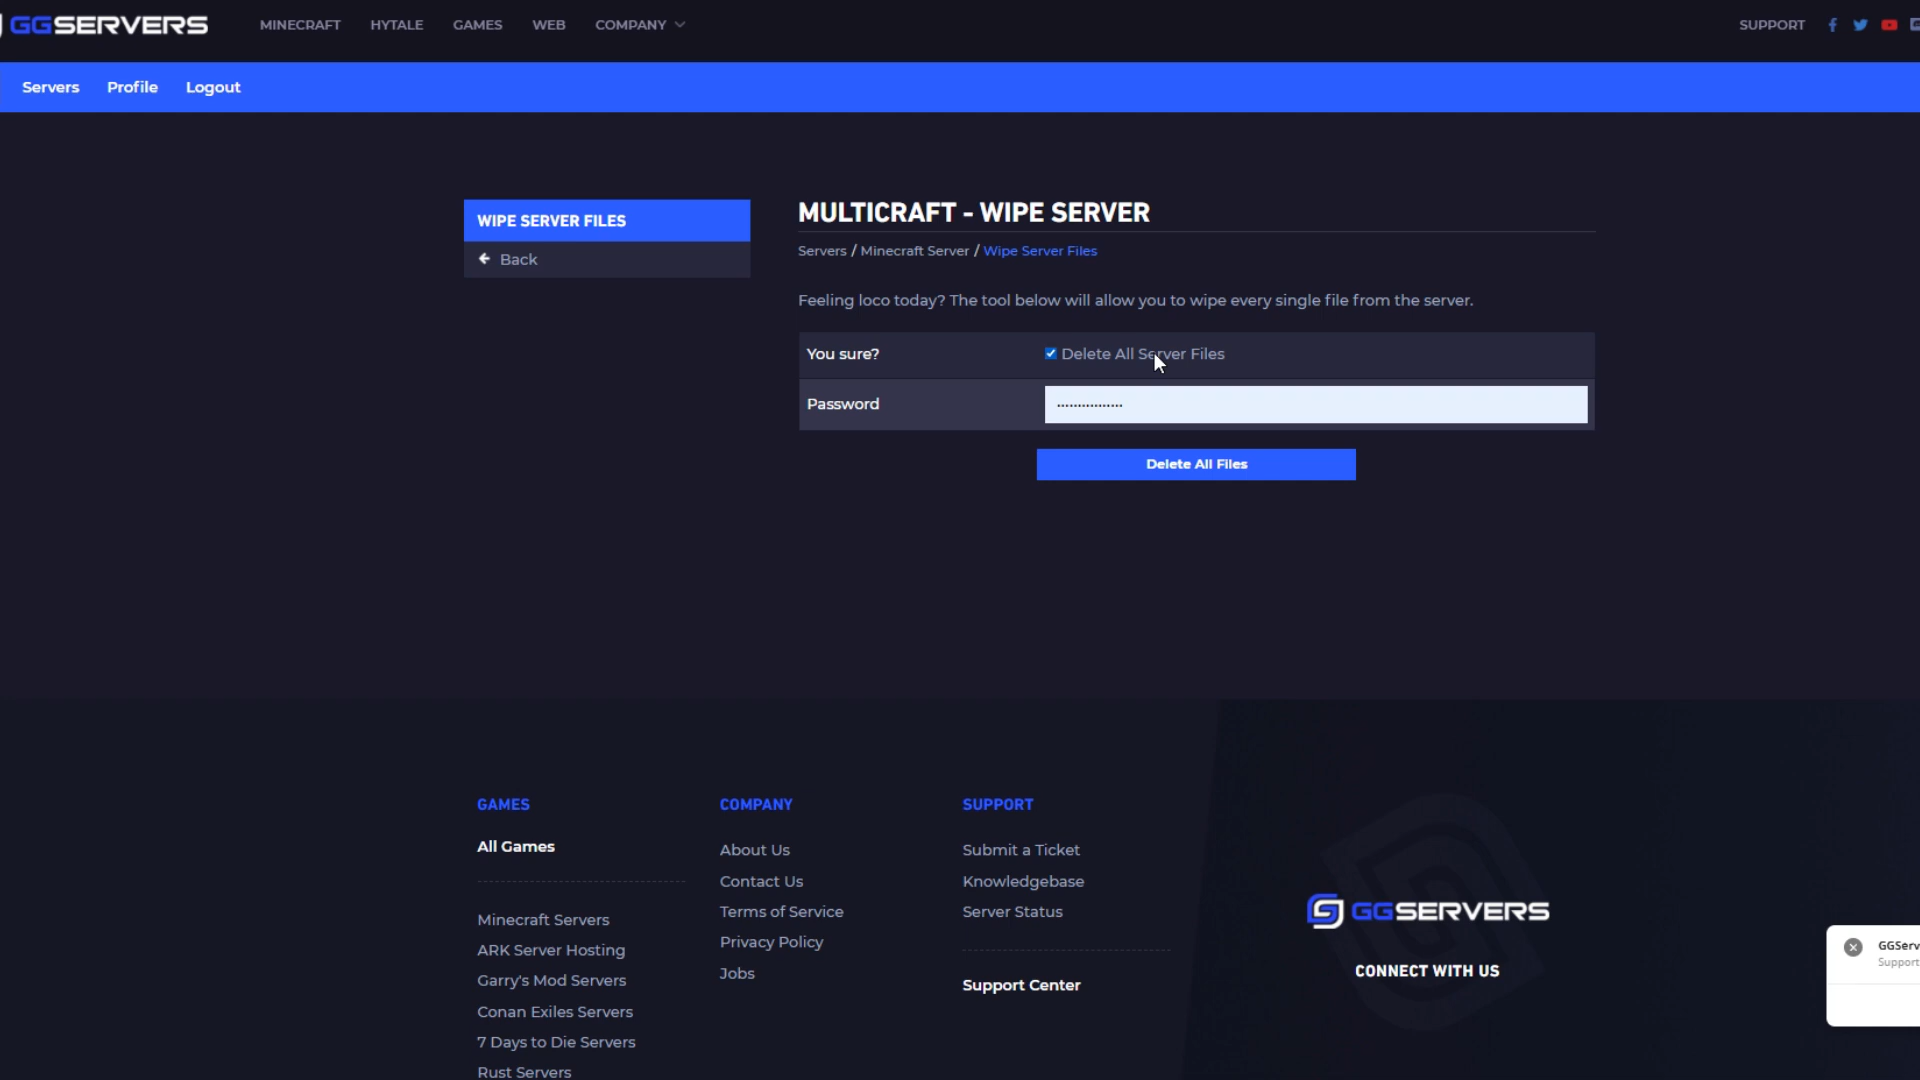 GGSERVERS
MINECRAFT
HYTALE
GAMES
WEB
COMPANY
SUPPORT
Servers
Profile
Logout
WIPE SERVER FILES
Back
MULTICRAFT - WIPE SERVER
Servers / Minecraft Server / Wipe Server Files
Feeling loco today? The tool below will allow you to wipe every single file from the server.
You sure?
Delete All Server Files
Password
................
Delete All Files
GAMES
All Games
Minecraft Servers
ARK Server Hosting
Garry's Mod Servers
Conan Exiles Servers
7 Days to Die Servers
Rust Servers
COMPANY
About Us
Contact Us
Terms of Service
Privacy Policy
Jobs
SUPPORT
Submit a Ticket
Knowledgebase
Server Status
Support Center
GGSERVERS
CONNECT WITH US
GGServ
Support